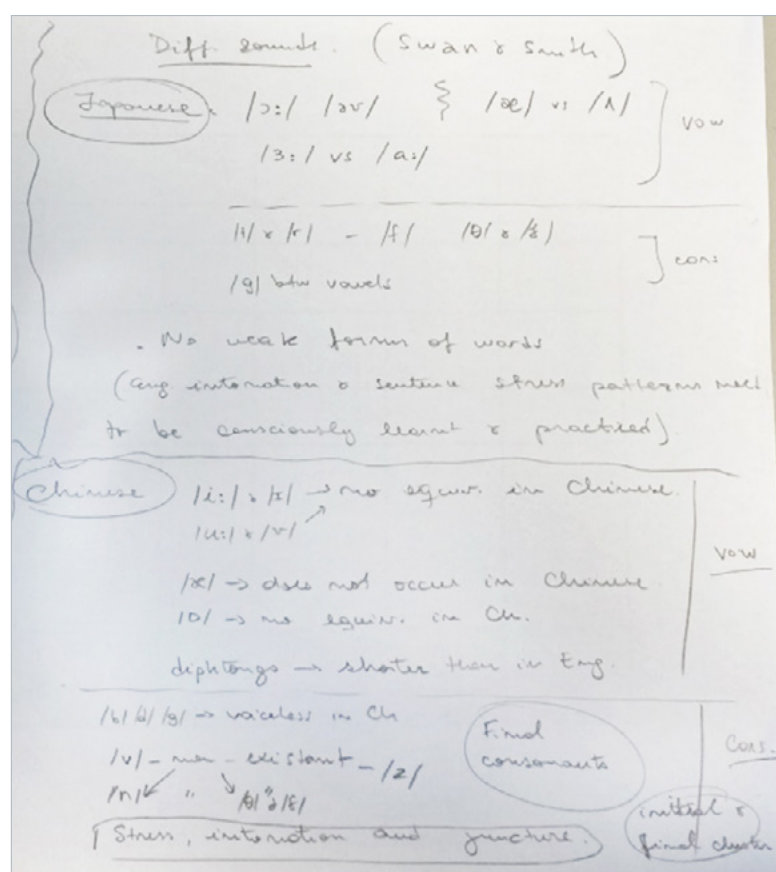 Diff. sounds. (Swan & Smith)
Japanese. /ɔ:/ /əʊ/ /æ/ vs /ʌ/ vow
/ɜ:/ vs /a:/
/l/ & /r/ - /f/ /θ/ & /ð/ cons
/g/ btw vowels
. No weak forms of words
(eng. intonation & sentence stress patterns need
to be consciously learnt & practised)
Chinese /i:/ & /ɪ/ → no equiv. in Chinese.
/u:/ & /ʊ/
vow
/æ/ → does not occur in Chinese
/ɒ/ → no equiv. in Ch.
diphtongs → shorter than in Eng.
/b/ /d/ /g/ → voiceless in Ch
Final
consonants
Cons.
/v/ - non-existant - /z/
/n/ " /θ/ & /ð/
initial &
final cluster
Stress, intonation and juncture.